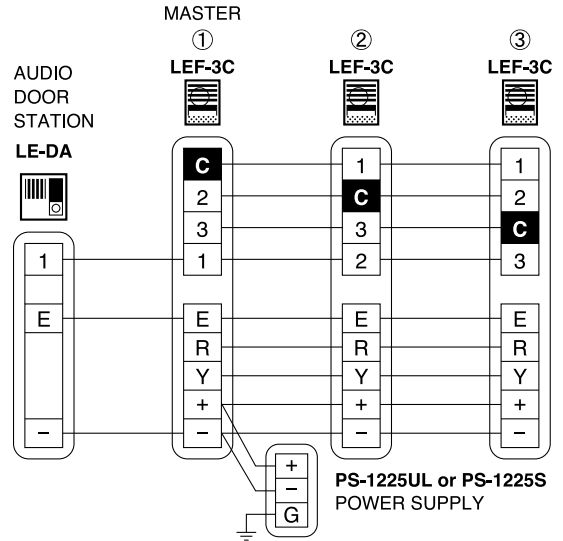 MASTER
① ② ③
LEF-3C LEF-3C LEF-3C
AUDIO
DOOR
STATION
LE-DA
C 1 1
2 C 2
3 3 C
1 1 2 3
E E E E
R R R
Y Y Y
+ + +
− − − −
+
−
G
PS-1225UL or PS-1225S
POWER SUPPLY